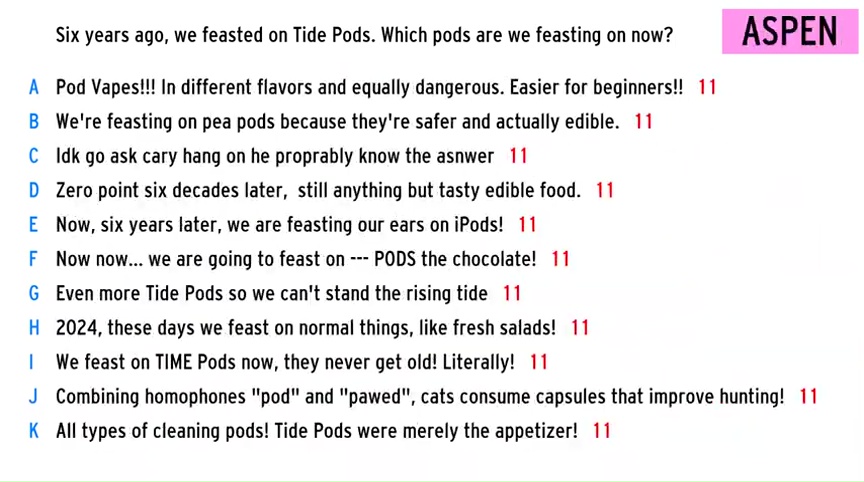 Six years ago, we feasted on Tide Pods. Which pods are we feasting on now?
ASPEN
A Pod Vapes!!! In different flavors and equally dangerous. Easier for beginners!! 11
B We're feasting on pea pods because they're safer and actually edible. 11
C Idk go ask cary hang on he proprably know the asnwer 11
D Zero point six decades later, still anything but tasty edible food. 11
E Now, six years later, we are feasting our ears on iPods! 11
F Now now... we are going to feast on --- PODS the chocolate! 11
G Even more Tide Pods so we can't stand the rising tide 11
H 2024, these days we feast on normal things, like fresh salads! 11
I We feast on TIME Pods now, they never get old! Literally! 11
J Combining homophones "pod" and "pawed", cats consume capsules that improve hunting! 11
K All types of cleaning pods! Tide Pods were merely the appetizer! 11